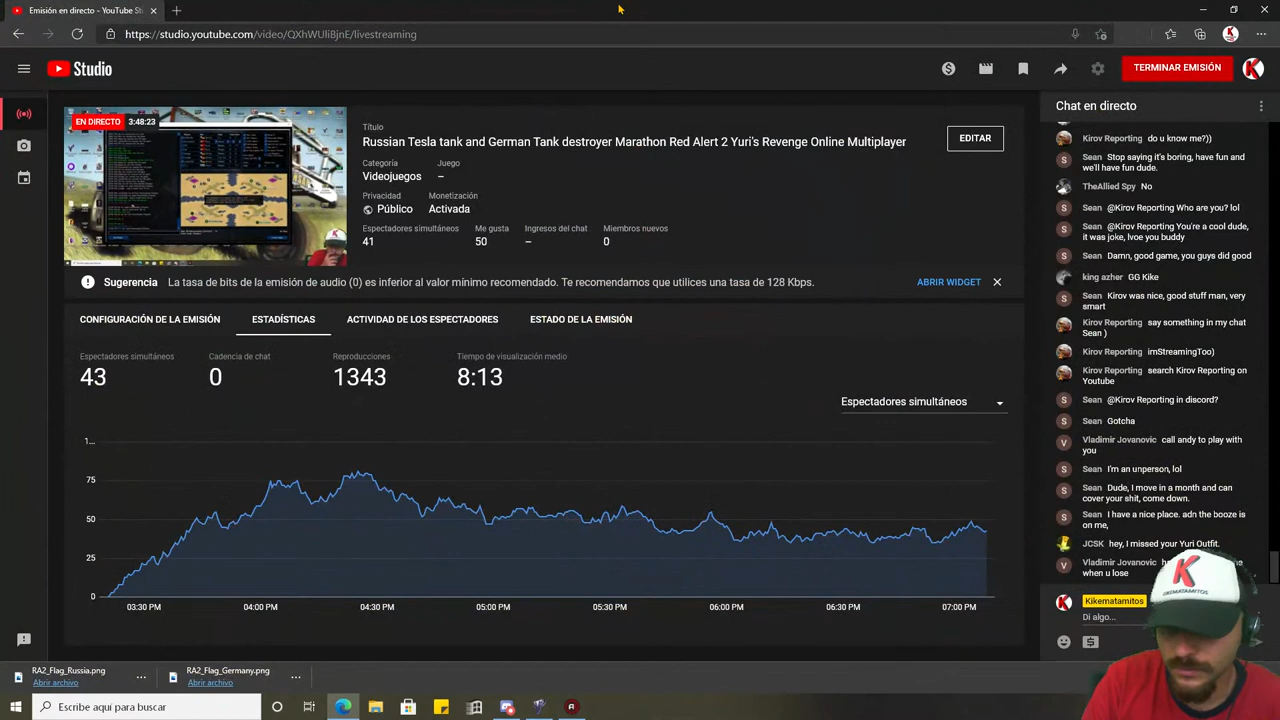 Emisión en directo - YouTube St
https://studio.youtube.com/video/QXhWUliBjnE/livestreaming
Studio
TERMINAR EMISIÓN
K
EN DIRECTO 3:48:23
Título
Russian Tesla tank and German Tank destroyer Marathon Red Alert 2 Yuri's Revenge Online Multiplayer
EDITAR
Categoría Juego
Videojuegos –
Privacidad Monetización
Público Activada
Espectadores simultáneos Me gusta Ingresos del chat Miembros nuevos
41 50 – 0
Sugerencia La tasa de bits de la emisión de audio (0) es inferior al valor mínimo recomendado. Te recomendamos que utilices una tasa de 128 Kbps.
ABRIR WIDGET
CONFIGURACIÓN DE LA EMISIÓN ESTADÍSTICAS ACTIVIDAD DE LOS ESPECTADORES ESTADO DE LA EMISIÓN
Espectadores simultáneos Cadencia de chat Reproducciones Tiempo de visualización medio
43 0 1343 8:13
Espectadores simultáneos
1...
75
50
25
0
03:30 PM 04:00 PM 04:30 PM 05:00 PM 05:30 PM 06:00 PM 06:30 PM 07:00 PM
Chat en directo
Kirov Reporting do u know me?))
S Sean Stop saying it's boring, have fun and
we'll have fun dude.
TheAllied Spy No
S Sean @Kirov Reporting Who are you? lol
S Sean @Kirov Reporting You're a cool dude,
it was joke, lvoe you buddy
S Sean Damn, good game, you guys did good
king azher GG Kike
S Sean Kirov was nice, good stuff man, very
smart
Kirov Reporting say something in my chat
Sean )
Kirov Reporting imStreamingToo)
Kirov Reporting search Kirov Reporting on
Youtube
S Sean @Kirov Reporting in discord?
S Sean Gotcha
V Vladimir Jovanovic call andy to play with
you
S Sean I'm an unperson, lol
S Sean Dude, I move in a month and can
cover your shit, come down.
S Sean I have a nice place. adn the booze is
on me,
JCSK hey, I missed your Yuri Outfit.
V Vladimir Jovanovic
when u lose
K Kikematamitos
Di algo...
K
KIKEMATAMITOS
RA2_Flag_Russia.png
Abrir archivo
RA2_Flag_Germany.png
Abrir archivo
Escribe aquí para buscar